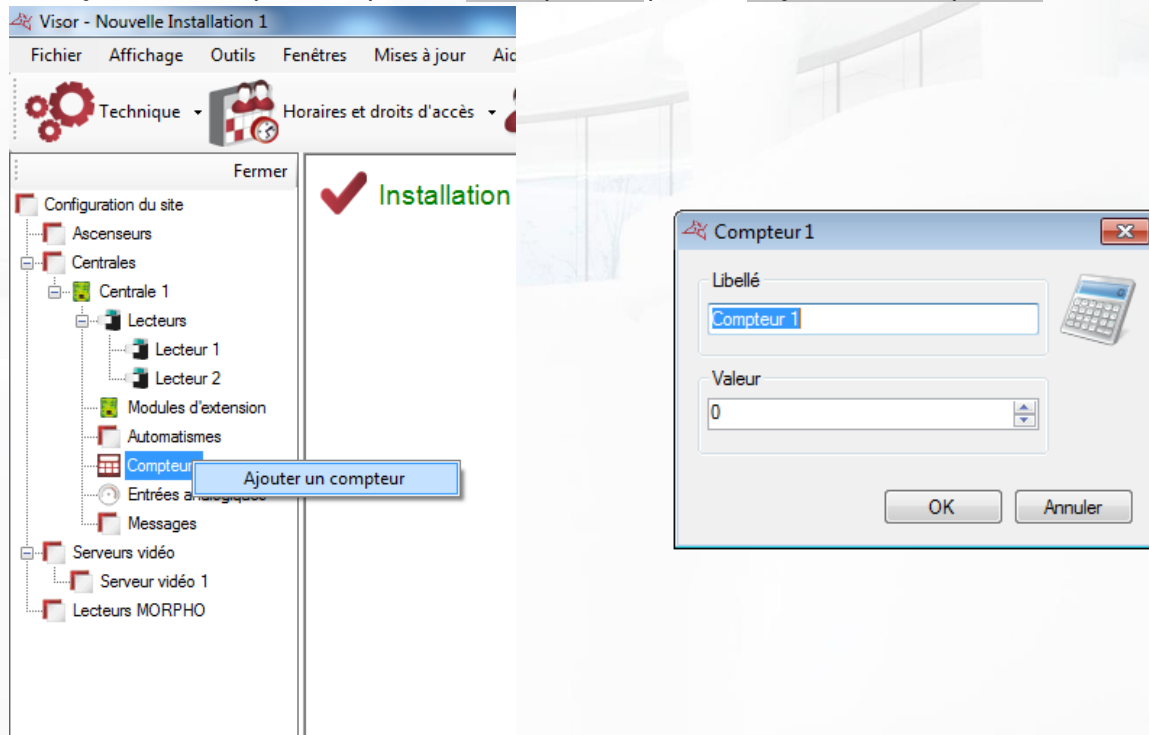 Visor - Nouvelle Installation 1
Fichier Affichage Outils Fenêtres Mises à jour
Technique Horaires et droits d'accès
Fermer
Installation
Configuration du site
Ascenseurs
Centrales
Centrale 1
Lecteurs
Lecteur 1
Lecteur 2
Modules d'extension
Automatismes
Compteur
Ajouter un compteur
Entrées analogiques
Messages
Serveurs vidéo
Serveur vidéo 1
Lecteurs MORPHO
Compteur 1
Libellé
Compteur 1
Valeur
0
OK Annuler